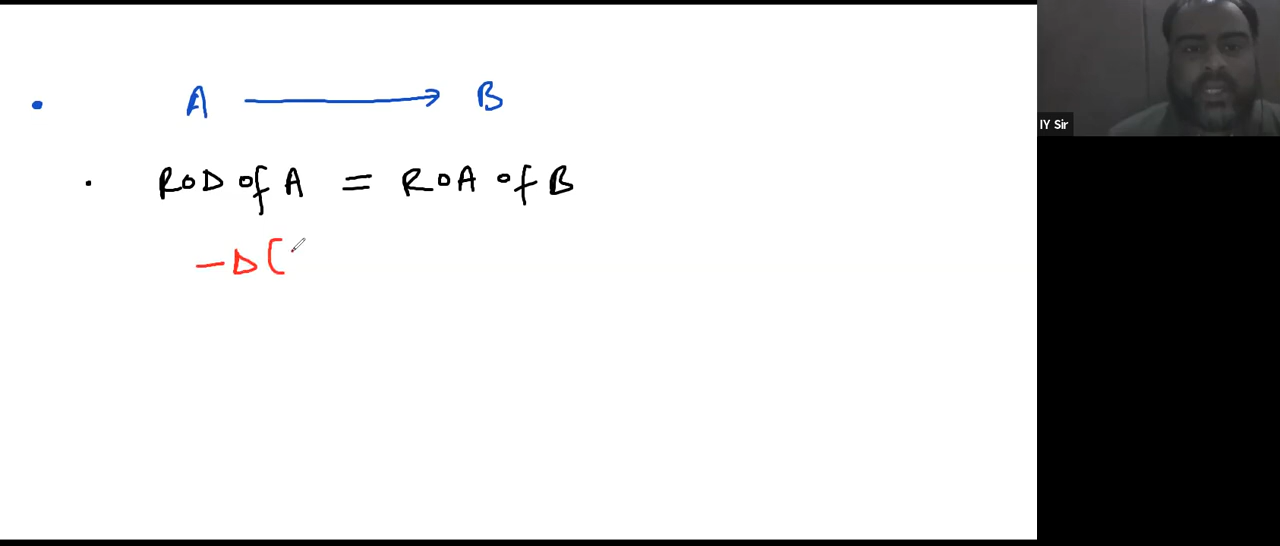 A → B
IY Sir
• ROD of A = ROA of B
-Δ[